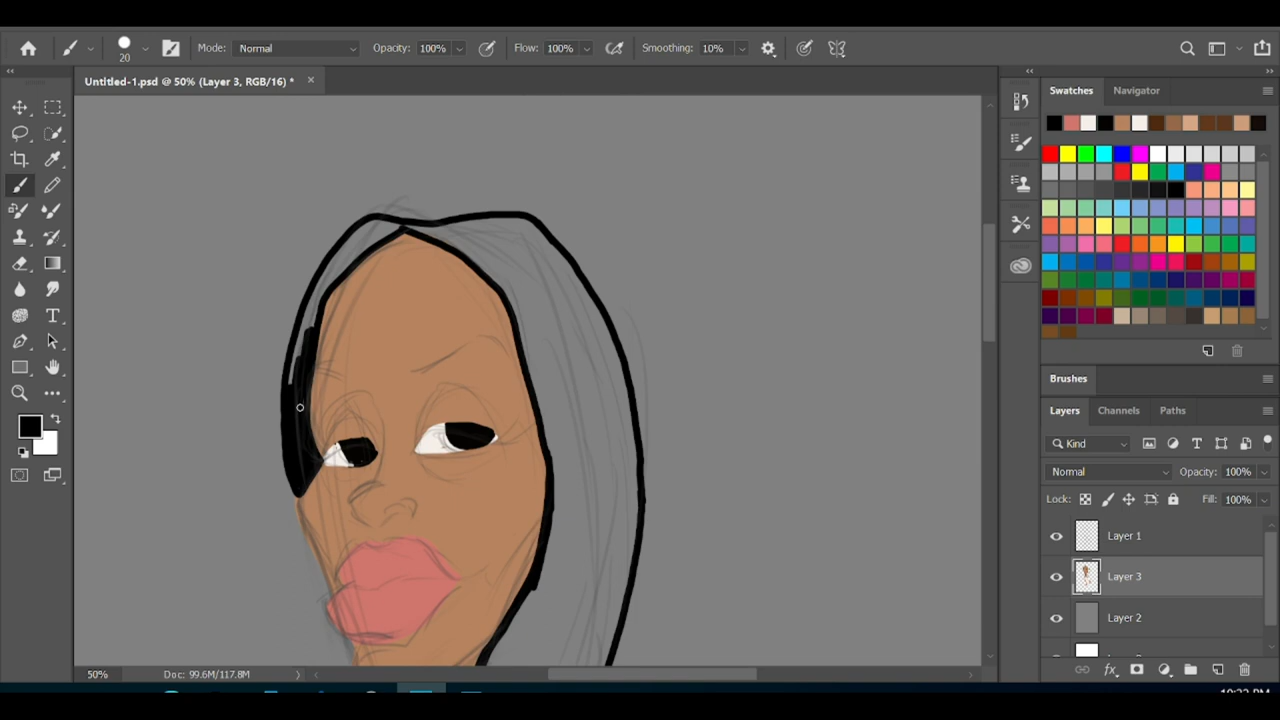 20
Mode: Normal
Opacity: 100%
Flow: 100%
Smoothing: 10%
Untitled-1.psd @ 50% (Layer 3, RGB/16) *
Swatches
Navigator
Brushes
Layers
Channels
Paths
Kind
Normal
Opacity: 100%
Lock:
Fill: 100%
Layer 1
Layer 3
Layer 2
50%
Doc: 99.6M/117.8M